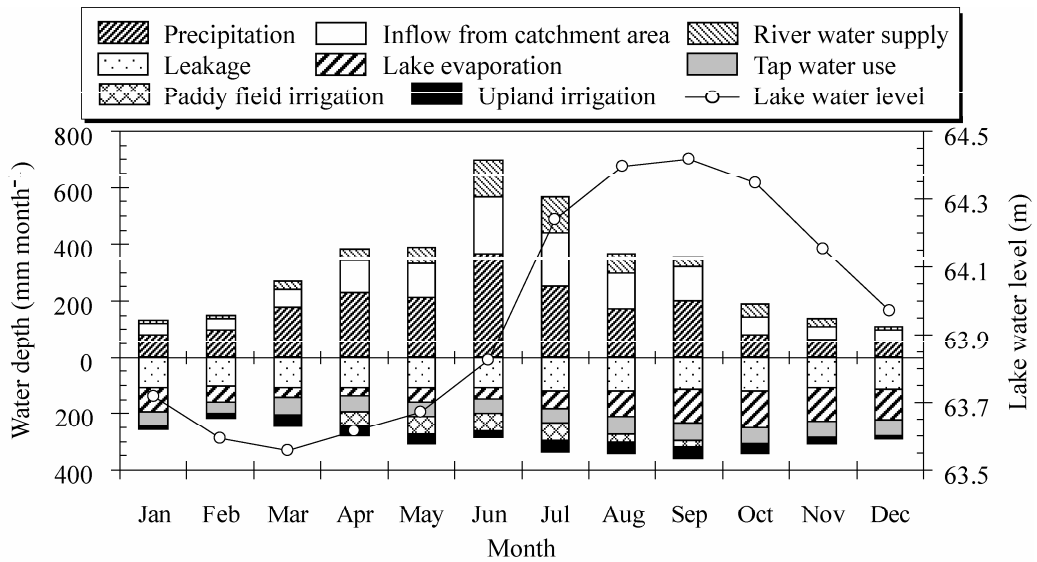 Precipitation Inflow from catchment area River water supply
Leakage Lake evaporation Tap water use
Paddy field irrigation Upland irrigation Lake water level
800 64.5
600 64.3
400 64.1
200 63.9
0 63.7
200 63.5
400
Water depth (mm month⁻
Lake water level (m)
Jan Feb Mar Apr May Jun Jul Aug Sep Oct Nov Dec
Month